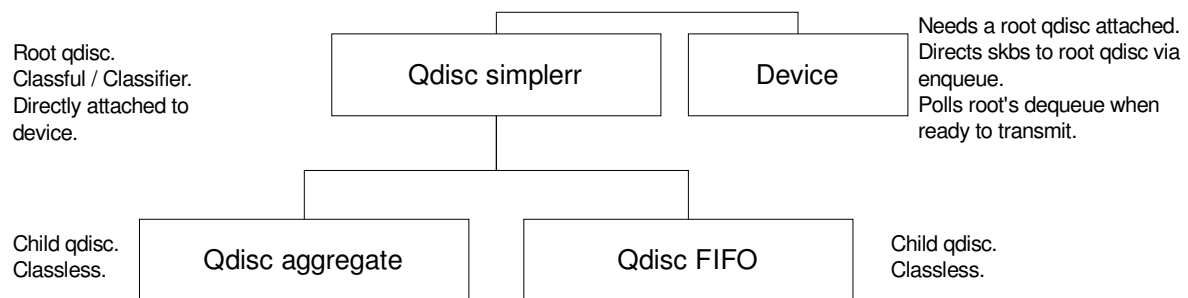 Root qdisc.
Classful / Classifier.
Directly attached to
device.
Qdisc simplerr
Device
Needs a root qdisc attached.
Directs skbs to root qdisc via
enqueue.
Polls root's dequeue when
ready to transmit.
Child qdisc.
Classless.
Qdisc aggregate
Qdisc FIFO
Child qdisc.
Classless.